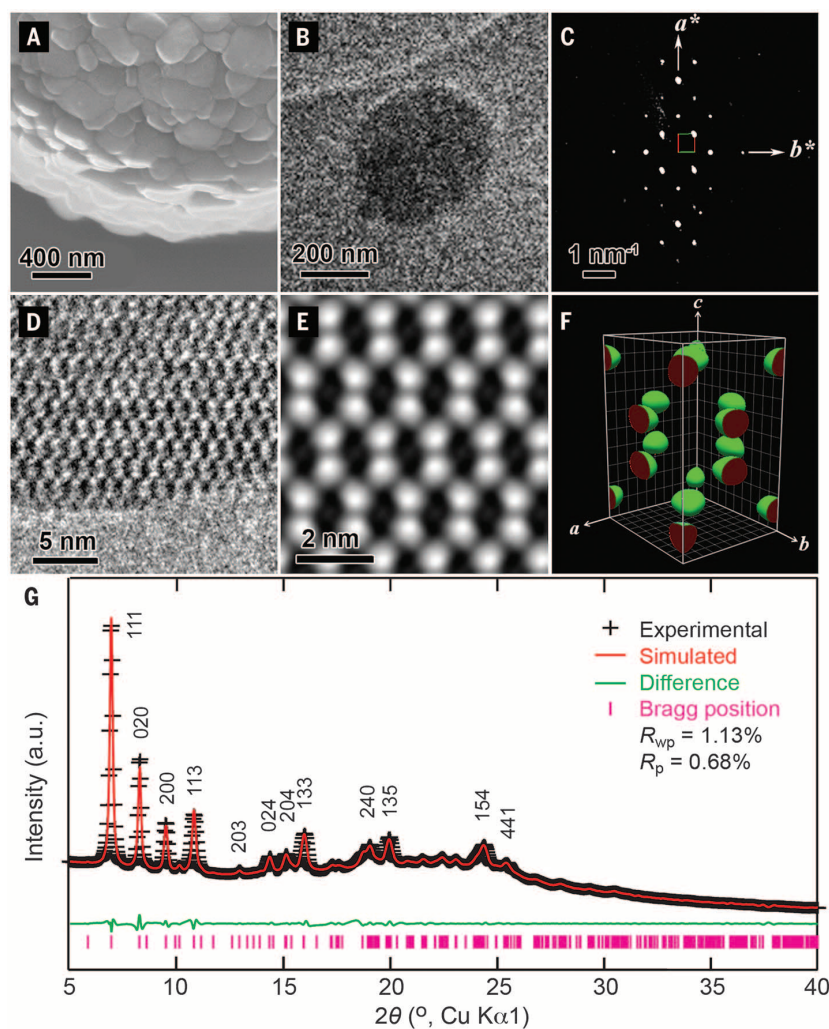 A
400 nm
B
200 nm
C
a*
b*
1 nm-1
D
5 nm
E
2 nm
F
c
a
b
G
Intensity (a.u.)
111
020
200
113
203
024
204
133
240
135
154
441
Experimental
Simulated
Difference
Bragg position
Rwp = 1.13%
Rp = 0.68%
5 10 15 20 25 30 35 40
2θ (°, Cu Kα1)